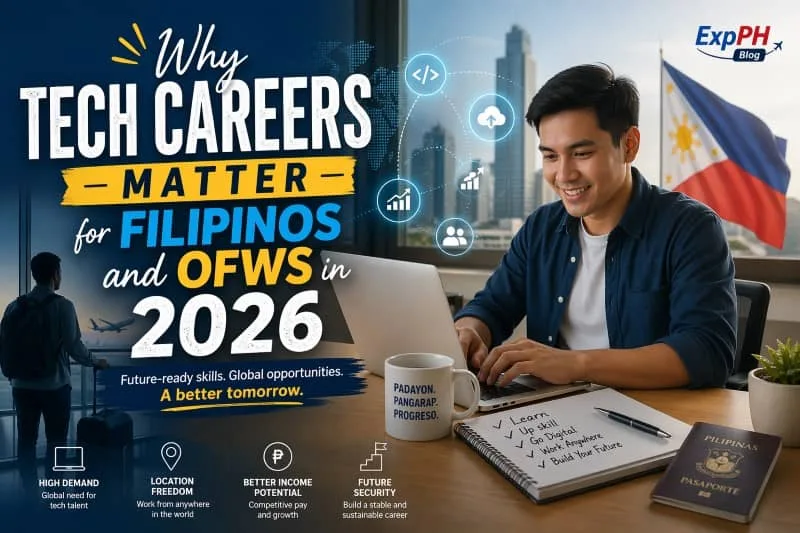 Why
TECH CAREERS
MATTER
for FILIPINOS
and OFWS in
2026
Future-ready skills. Global opportunities.
A better tomorrow.
HIGH DEMAND
Global need for
tech talent
LOCATION
FREEDOM
Work from anywhere
in the world
₱
BETTER INCOME
POTENTIAL
Competitive pay
and growth
FUTURE
SECURITY
Build a stable and
sustainable career
ExpPH
Blog
</>
PADAYON.
PANGARAP.
PROGRESO.
✓ Learn
✓ Up skill
✓ Go Digital
✓ Work Anywhere
✓ Build Your Future
PILIPINAS
PASAPORTE